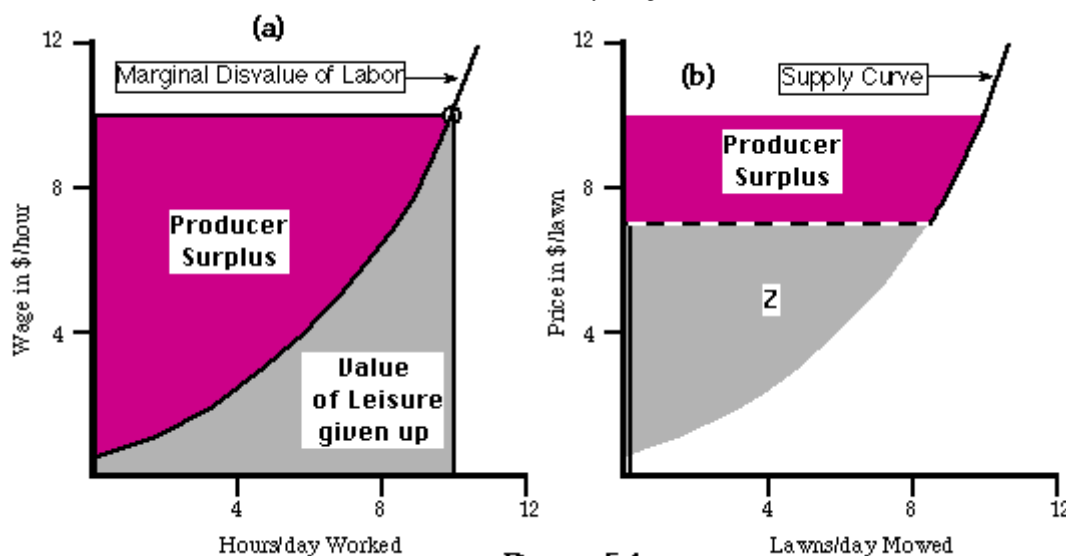 (a)
12
Marginal Disvalue of Labor
8
4
Wage in $/hour
Producer
Surplus
Value
of Leisure
given up
4
8
12
Hours/day Worked
(b)
12
Supply Curve
8
4
Price in $/lawn
Producer
Surplus
Z
4
8
12
Lawns/day Mowed